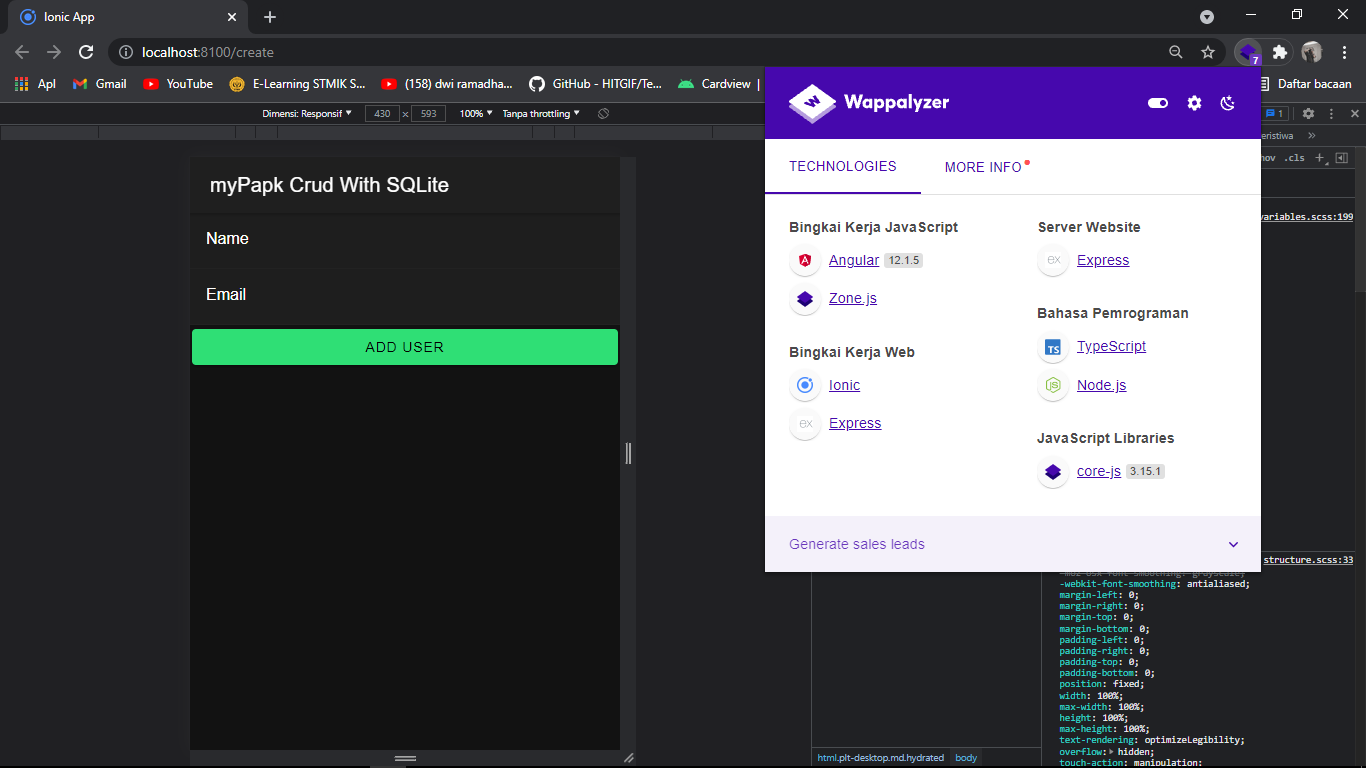 Ionic App
localhost:8100/create
7
Apl
Gmail
YouTube
E-Learning STMIK S...
(158) dwi ramadha...
GitHub - HITGIF/Te...
Cardview |
Daftar bacaan
Dimensi: Responsif
430 x 593
100%
Tanpa throttling
1
eristiwa
.cls
myPapk Crud With SQLite
Name
Email
ADD USER
Wappalyzer
TECHNOLOGIES
MORE INFO
Bingkai Kerja JavaScript
Angular 12.1.5
Zone.js
Bingkai Kerja Web
Ionic
Express
Server Website
Express
Bahasa Pemrograman
TypeScript
Node.js
JavaScript Libraries
core-js 3.15.1
Generate sales leads
variables.scss:199
structure.scss:33
-webkit-font-smoothing: antialiased;
margin-left: 0;
margin-right: 0;
margin-top: 0;
margin-bottom: 0;
padding-left: 0;
padding-right: 0;
padding-top: 0;
padding-bottom: 0;
position: fixed;
width: 100%;
max-width: 100%;
height: 100%;
max-height: 100%;
text-rendering: optimizeLegibility;
overflow: hidden;
touch-action: manipulation;
html.plt-desktop.md.hydrated
body